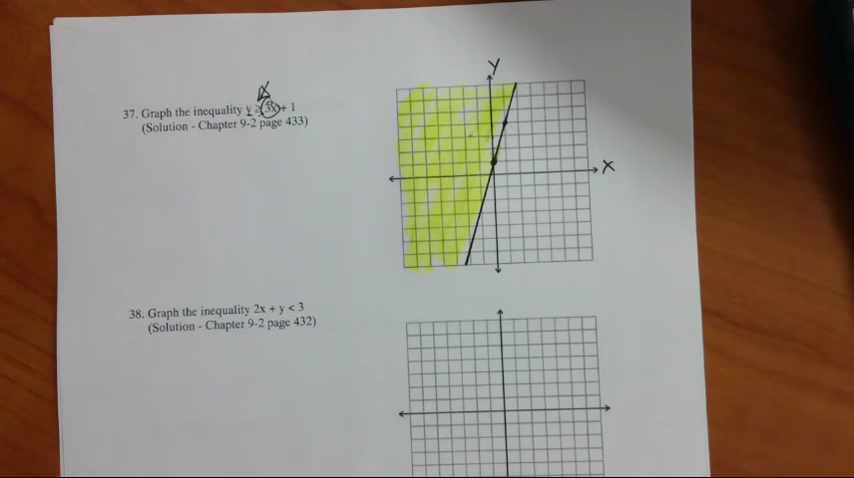 37. Graph the inequality y ≥ 3x + 1
(Solution - Chapter 9-2 page 433)
y
x
38. Graph the inequality 2x + y < 3
(Solution - Chapter 9-2 page 432)